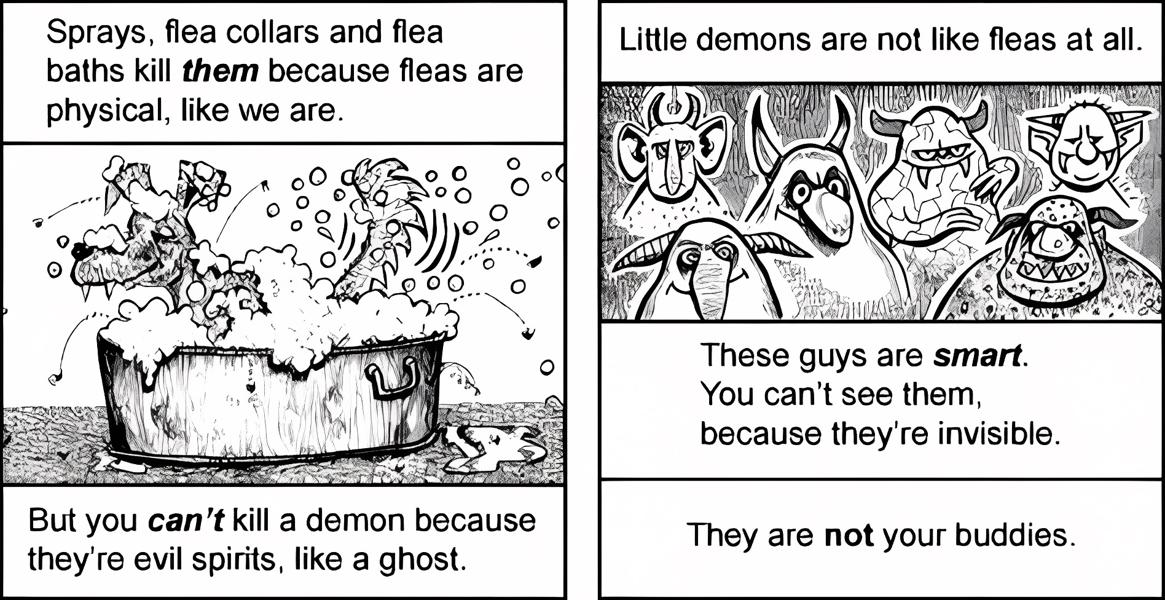 Sprays, flea collars and flea
baths kill them because fleas are
physical, like we are.
But you can't kill a demon because
they're evil spirits, like a ghost.
Little demons are not like fleas at all.
These guys are smart.
You can't see them,
because they're invisible.
They are not your buddies.